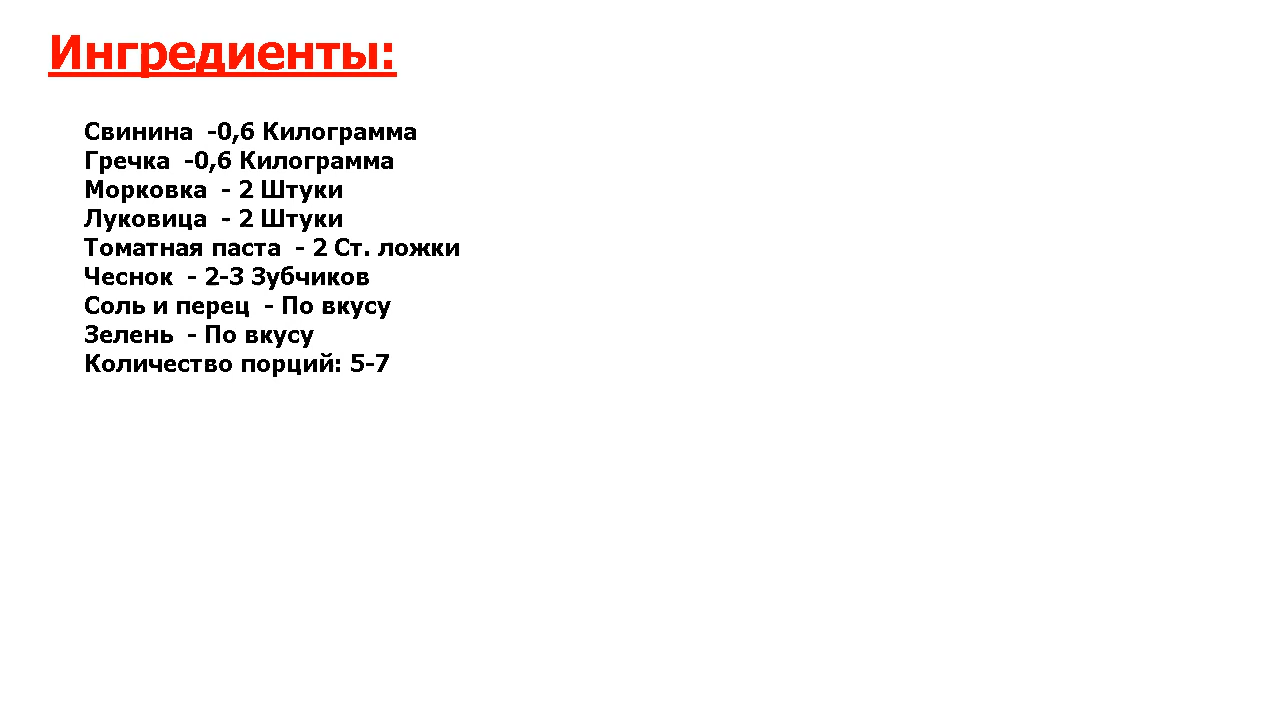 Ингредиенты:
Свинина  -0,6 Килограмма
Гречка  -0,6 Килограмма
Морковка  - 2 Штуки
Луковица  - 2 Штуки
Томатная паста  - 2 Ст. ложки
Чеснок  - 2-3 Зубчиков
Соль и перец  - По вкусу
Зелень  - По вкусу
Количество порций: 5-7